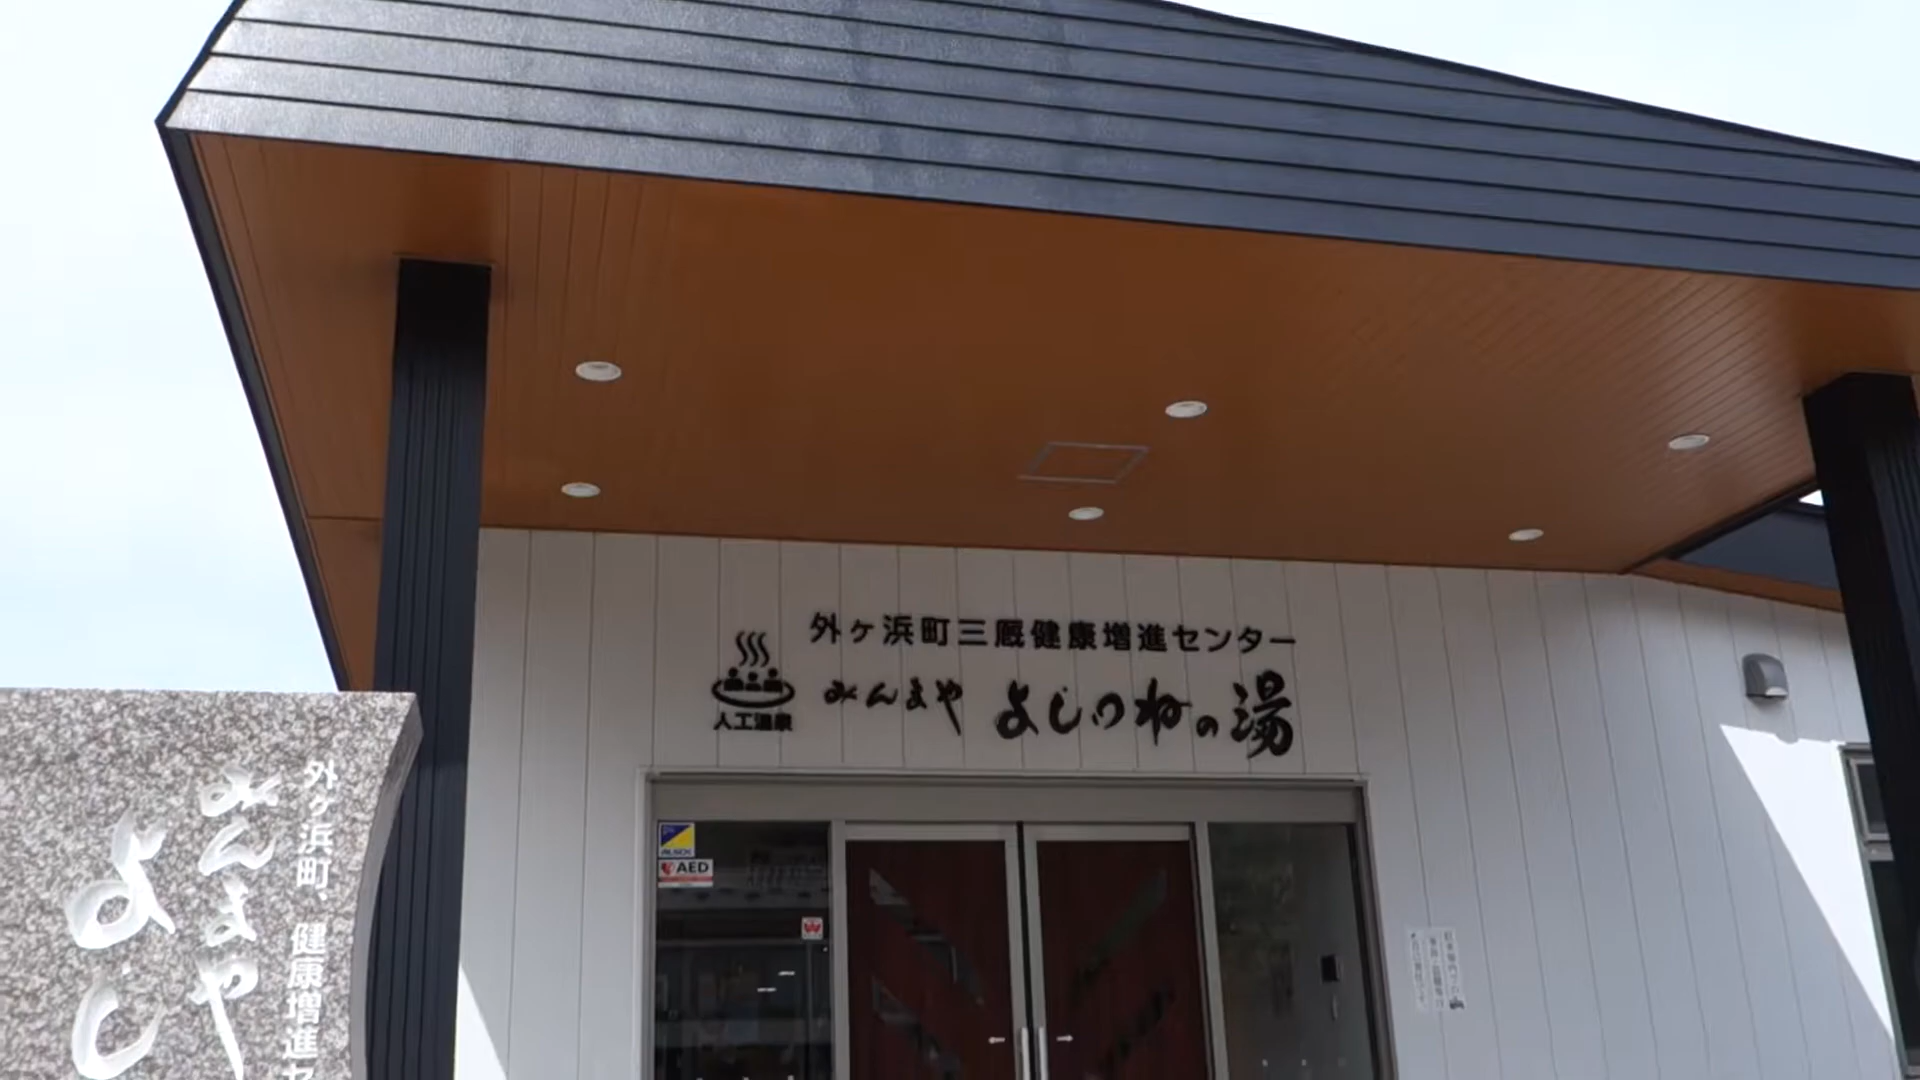 外ヶ浜町三厩健康増進センター
みんまや よしつねの湯
人工温泉
ALSOK
AED
外ヶ浜町、健康増進セ
みんまや
よし